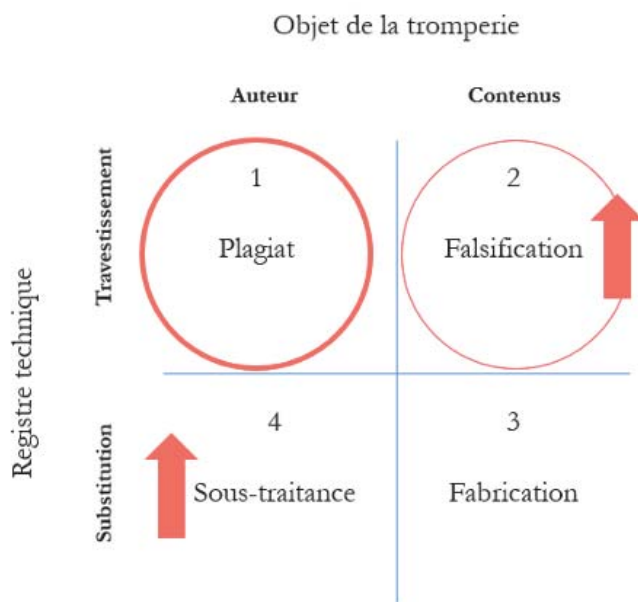 Objet de la tromperie
Auteur
Contenus
Registre technique
Travestissement
1
Plagiat
2
Falsification
Substitution
4
Sous-traitance
3
Fabrication